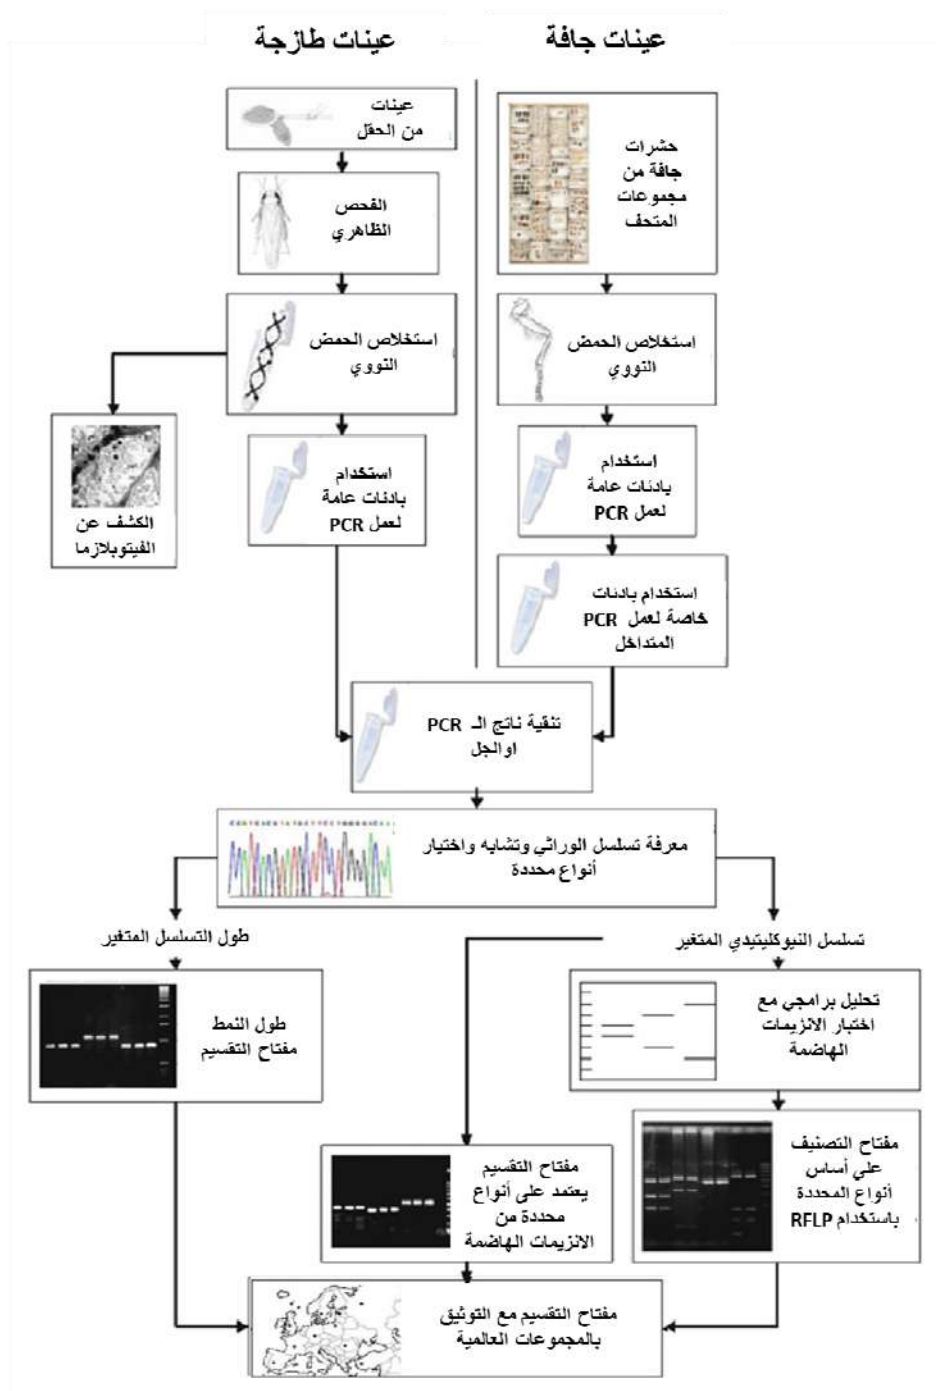 عينات جافة
عينات طازجة
حشرات
جافة من
مجموعات
المتحف
استخلاص الحمض
النووي
استخدام
بادئات عامة
لعمل PCR
استخدام بادئات
خاصة لعمل PCR
المتداخل
عينات
من الحقل
الفحص
الظاهري
استخلاص الحمض
النووي
الكشف عن
الفيتوبلازما
استخدام
بادئات عامة
لعمل PCR
تنقية ناتج الـ PCR
اوالجل
معرفة تسلسل الوراثي وتشابه واختيار
أنواع محددة
تسلسل النيوكليتيدي المتغير
طول التسلسل المتغير
تحليل برامجي مع
اختبار الانزيمات
الهاضمة
طول النمط
مفتاح التقسيم
مفتاح التصنيف
على أساس
أنواع المحددة
باستخدام RFLP
مفتاح التقسيم
يعتمد على أنواع
محددة من
الانزيمات الهاضمة
مفتاح التقسيم مع التوثيق
بالمجموعات العالمية